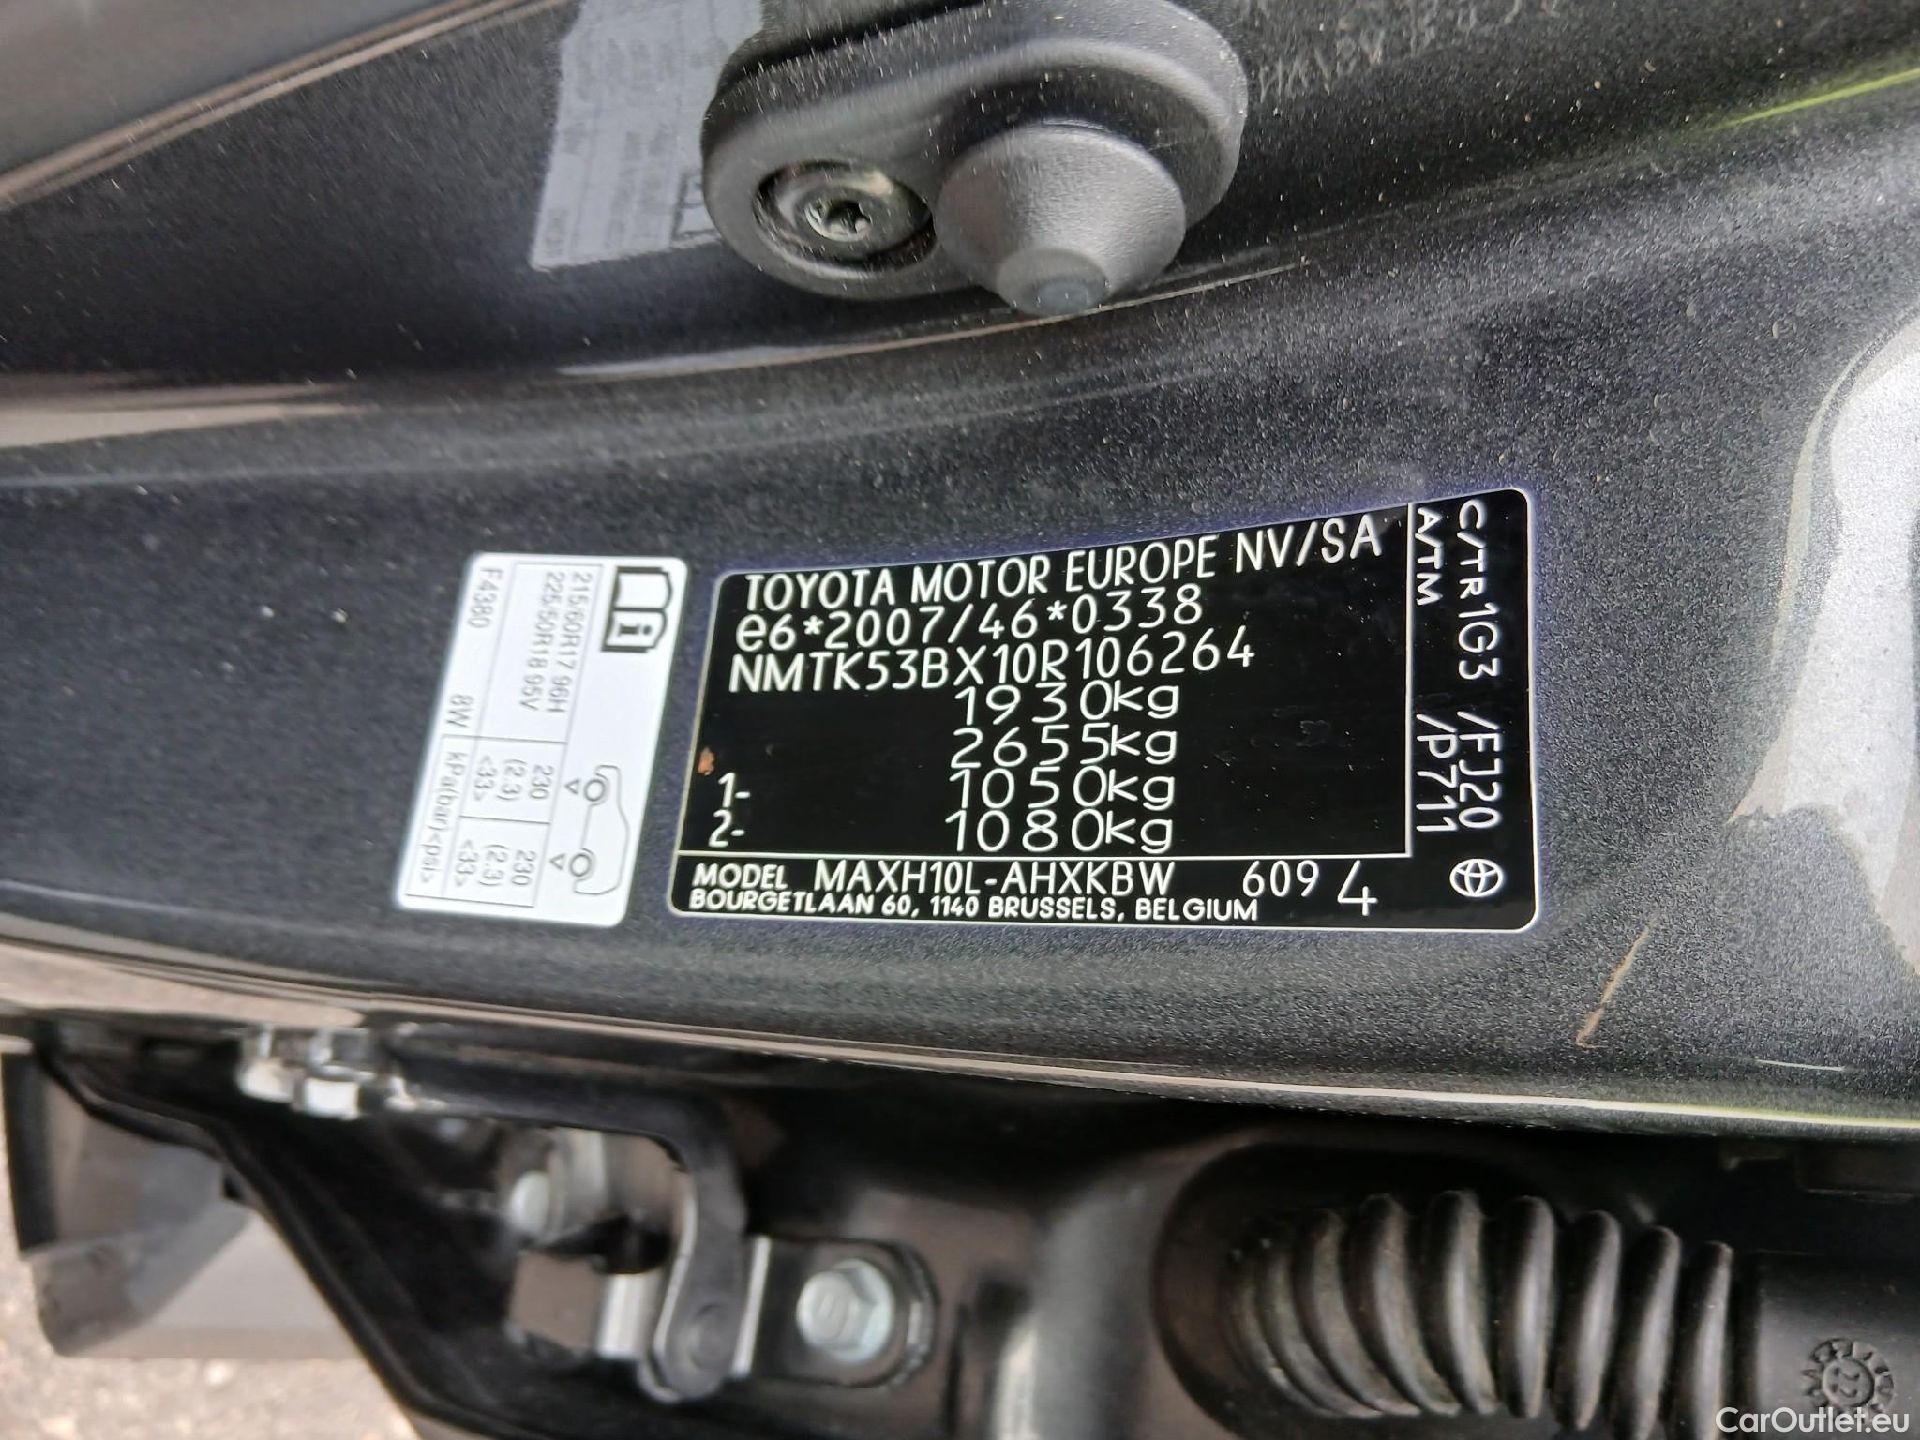 TOYOTA MOTOR EUROPE NV/SA
e6*2007/46*0338
NMTK53BX10R106264
1930kg
2655kg
1- 1050kg
2- 1080kg
MODEL MAXH10L-AHXKBW 609 4
BOURGETLAAN 60, 1140 BRUSSELS, BELGIUM
C/TR1G3 /FJ20
A/TM /P711
215/60R17 96H 230 230
225/50R18 95V (2.3) (2.3)
<33> <33>
F4380 8W kPa(bar)<psi>
CarOutlet.eu